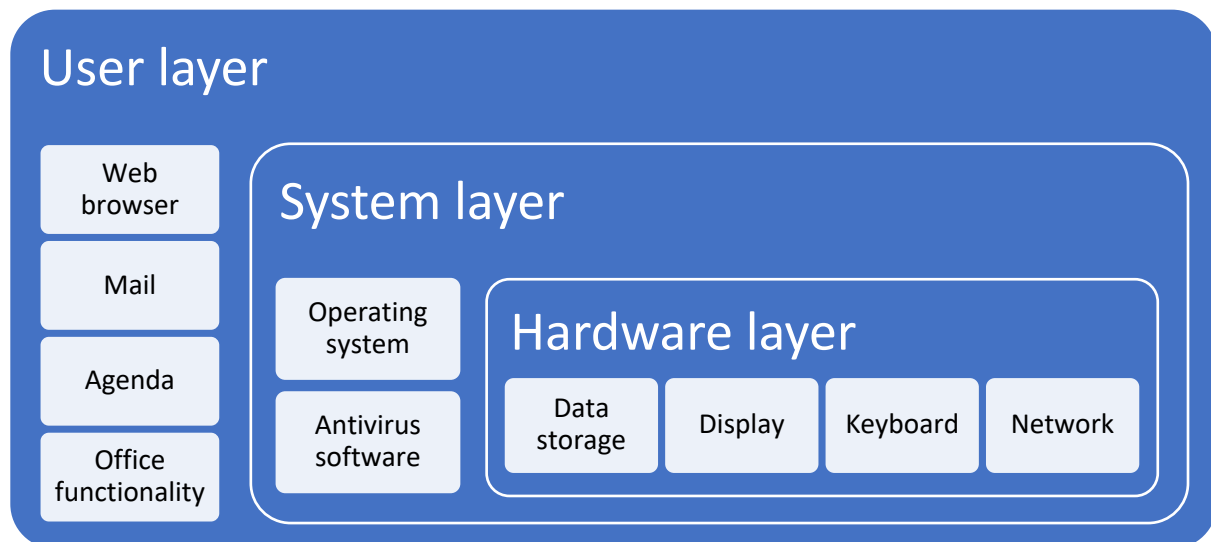 User layer
Web
browser
Mail
Agenda
Office
functionality
System layer
Operating
system
Antivirus
software
Hardware layer
Data
storage
Display
Keyboard
Network